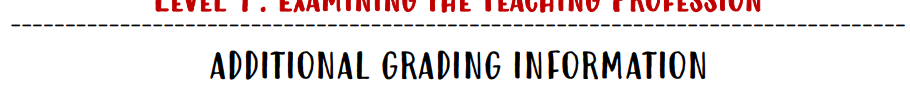 LEVEL 1: EXAMINING THE TEACHING PROFESSION
ADDITIONAL GRADING INFORMATION